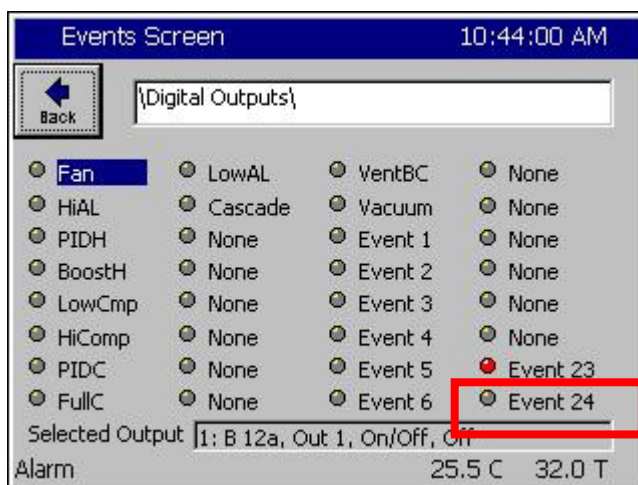 Events Screen 10:44:00 AM
Back
\Digital Outputs\
Fan LowAL VentBC None
HiAL Cascade Vacuum None
PIDH None Event 1 None
BoostH None Event 2 None
LowCmp None Event 3 None
HiComp None Event 4 None
PIDC None Event 5 Event 23
FullC None Event 6 Event 24
Selected Output 1: B 12a, Out 1, On/Off, Off
Alarm 25.5 C 32.0 T